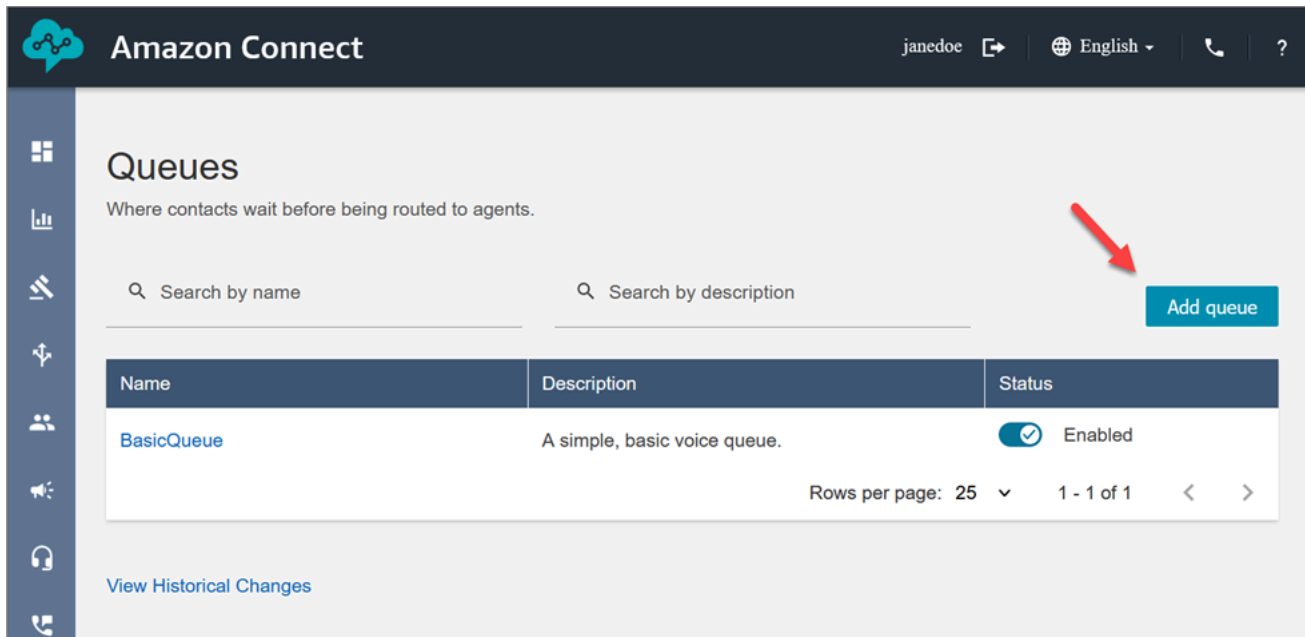 Amazon Connect
janedoe English ?
Queues
Where contacts wait before being routed to agents.
Search by name Search by description
Add queue
Name Description Status
BasicQueue A simple, basic voice queue. Enabled
Rows per page: 25 1 - 1 of 1
View Historical Changes